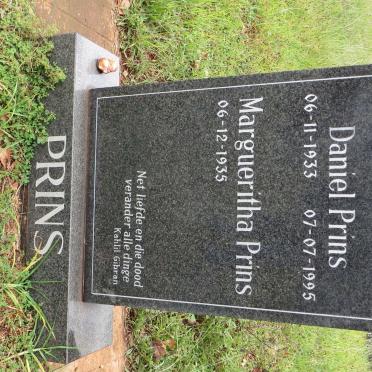 Daniel Prins
06-11-1933 07-07-1995
Margueritha Prins
06-12-1935
Net liefde en die dood
verander alle dinge
Kahlil Gibran
PRINS